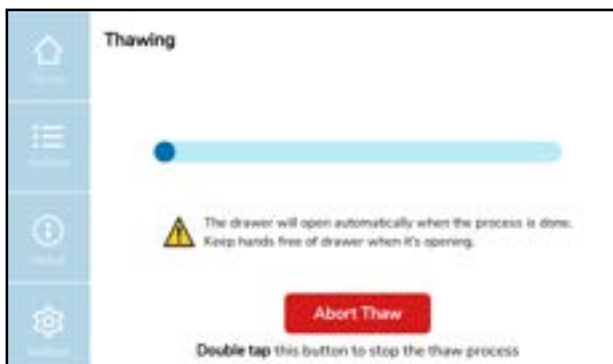 Thawing
The drawer will open automatically when the process is done.
Keep hands free of drawer when it's opening.
Abort Thaw
Double tap this button to stop the thaw process